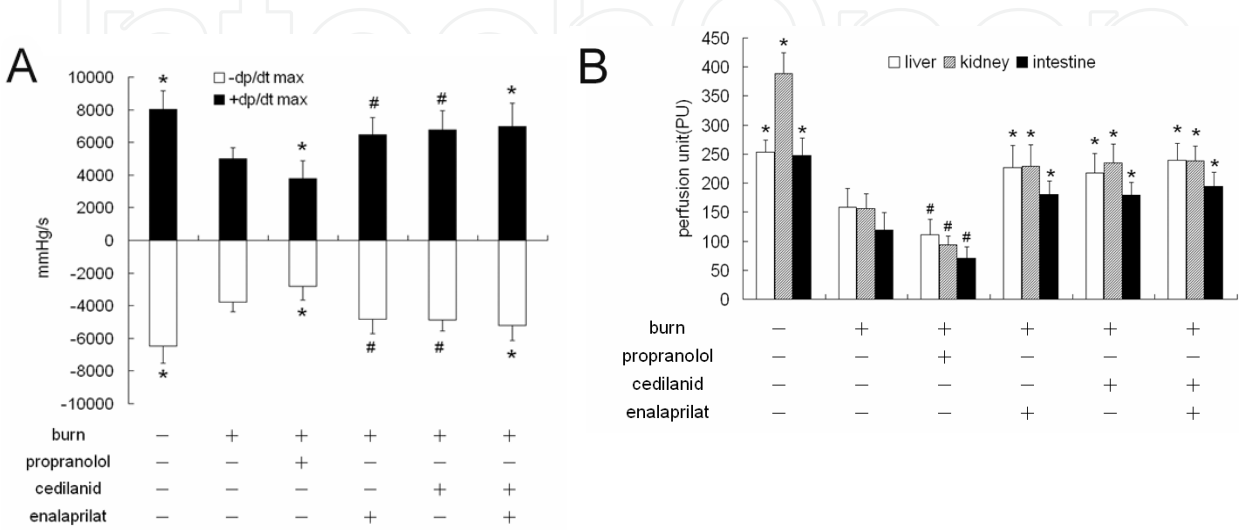 A
10000
8000
6000
4000
2000
0
-2000
-4000
-6000
-8000
-10000
mmHg/s
-dp/dt max
+dp/dt max
* * # # *
* * # # *
burn − + + + + +
propranolol − − + − − −
cedilanid − − − − + +
enalaprilat − − − + − +
B
450
400
350
300
250
200
150
100
50
0
perfusion unit(PU)
liver kidney intestine
* * * # # # * * * * * * * * *
burn − + + + + +
propranolol − − + − − −
cedilanid − − − − + +
enalaprilat − − − + − +